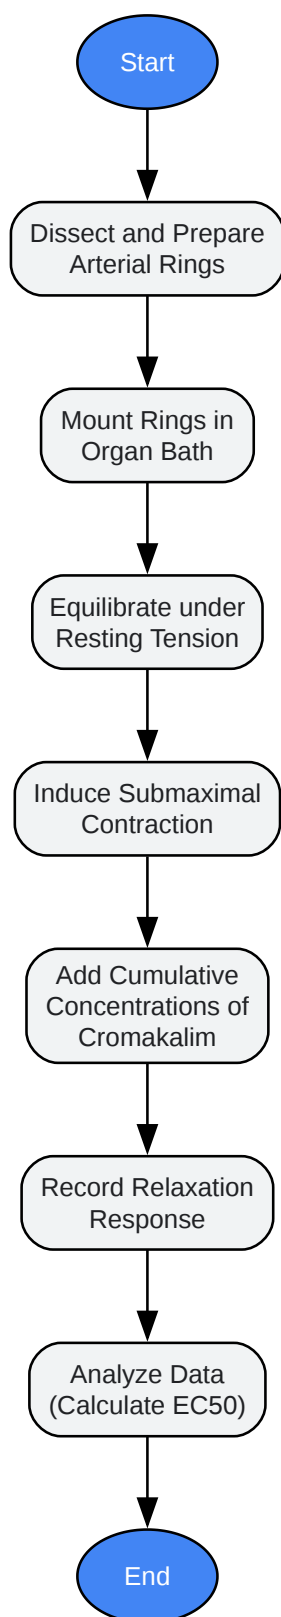 Start
Dissect and Prepare
Arterial Rings
Mount Rings in
Organ Bath
Equilibrate under
Resting Tension
Induce Submaximal
Contraction
Add Cumulative
Concentrations of
Cromakalim
Record Relaxation
Response
Analyze Data
(Calculate EC50)
End